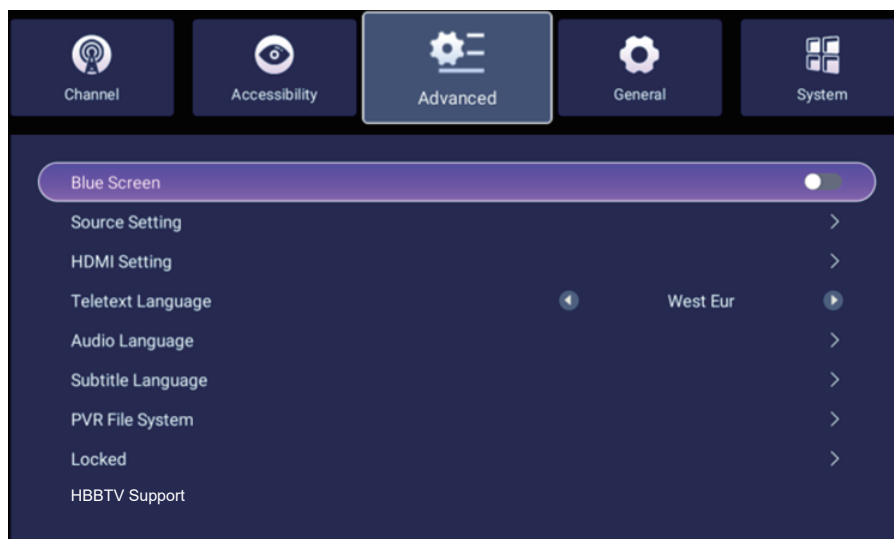 Channel
Accessibility
Advanced
General
System
Blue Screen
Source Setting
HDMI Setting
Teletext Language West Eur
Audio Language
Subtitle Language
PVR File System
Locked
HBBTV Support